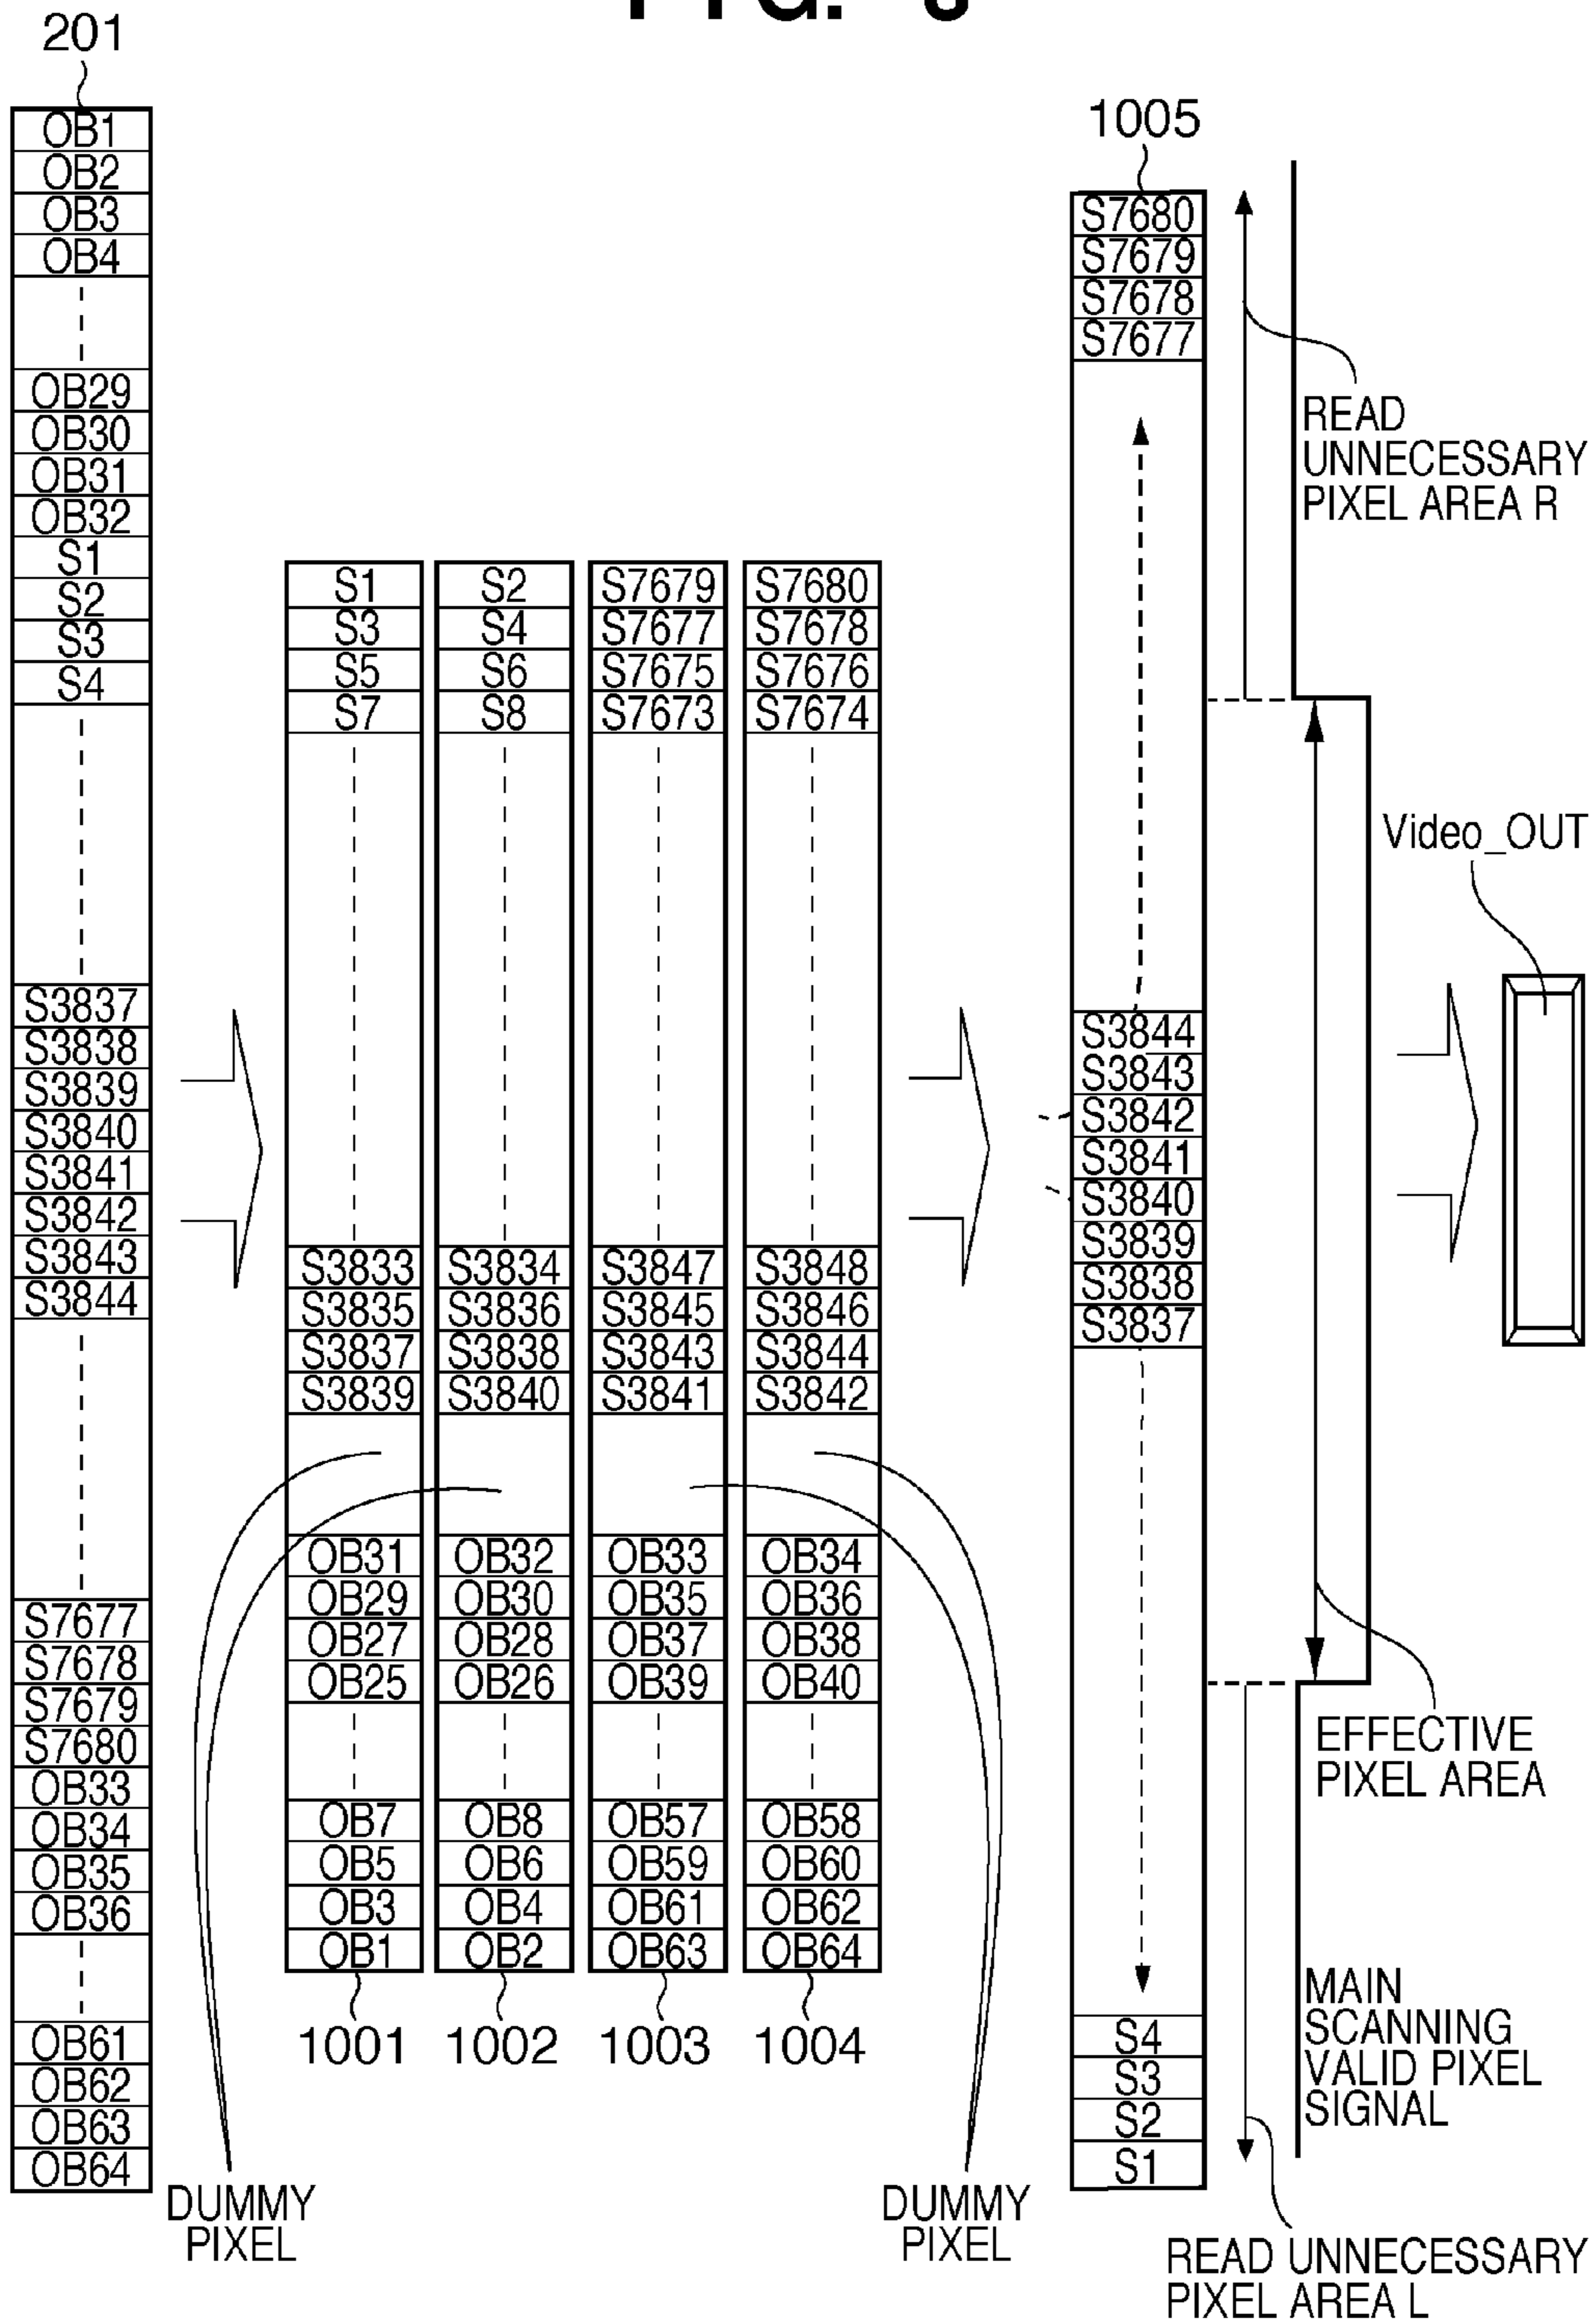 FIG.
201
OB1
OB2
OB3
OB4
OB29
OB30
OB31
OB32
S1
S2
S3
S4
S3837
S3838
S3839
S3840
S3841
S3842
S3843
S3844
S7677
S7678
S7679
S7680
OB33
OB34
OB35
OB36
OB61
OB62
OB63
OB64
S1
S3
S5
S7
S3833
S3835
S3837
S3839
OB31
OB29
OB27
OB25
OB7
OB5
OB3
OB1
1001
S2
S4
S6
S8
S3834
S3836
S3838
S3840
OB32
OB30
OB28
OB26
OB8
OB6
OB4
OB2
1002
S7679
S7677
S7675
S7673
S3847
S3845
S3843
S3841
OB33
OB35
OB37
OB39
OB57
OB59
OB61
OB63
1003
S7680
S7678
S7676
S7674
S3848
S3846
S3844
S3842
OB34
OB36
OB38
OB40
OB58
OB60
OB62
OB64
1004
DUMMY
PIXEL
DUMMY
PIXEL
1005
S7680
S7679
S7678
S7677
S3844
S3843
S3842
S3841
S3840
S3839
S3838
S3837
S4
S3
S2
S1
READ
UNNECESSARY
PIXEL AREA R
Video_OUT
EFFECTIVE
PIXEL AREA
MAIN
SCANNING
VALID PIXEL
SIGNAL
READ UNNECESSARY
PIXEL AREA L